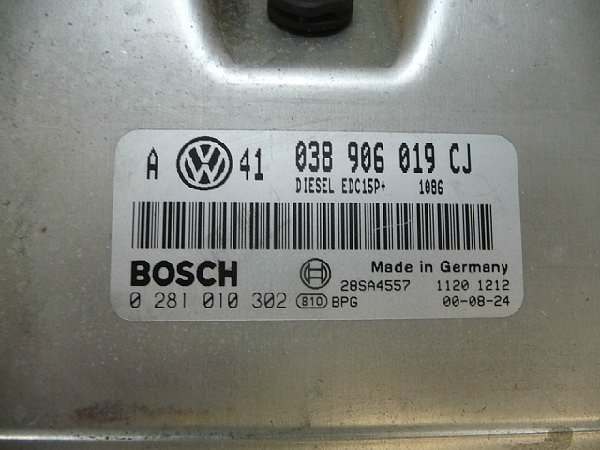 A VW 41 038 906 019 CJ
DIESEL EDC15P+ 1086
BOSCH Made in Germany
28SA4557 1120 1212
0 281 010 302 810 BPG 00-08-24